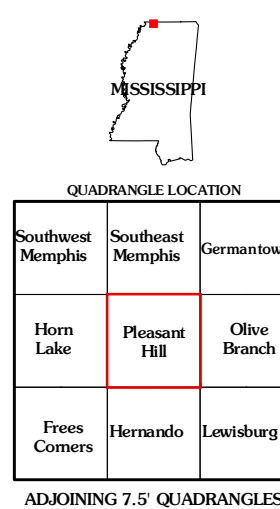 MISSISSIPPI
QUADRANGLE LOCATION
Southwest Memphis
Southeast Memphis
Germantow
Horn Lake
Pleasant Hill
Olive Branch
Frees Corners
Hernando
Lewisburg
ADJOINING 7.5' QUADRANGLES